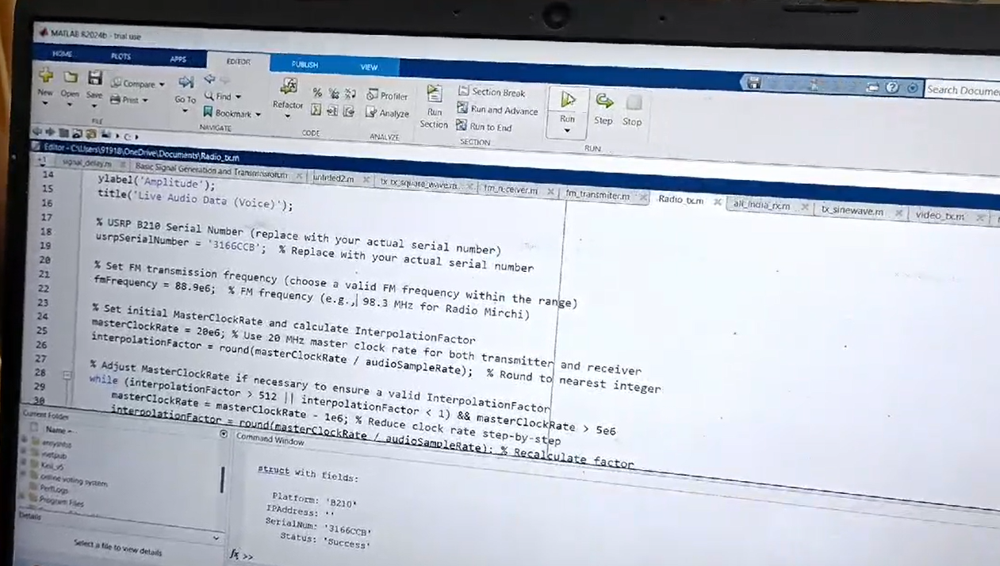 MATLAB R2024b - trial use
HOME PLOTS APPS EDITOR PUBLISH VIEW
Search Docume
New Open Save Compare Print Go To Find Bookmark Refactor Profiler Analyze Run Section Section Break Run and Advance Run to End Run Step Stop
FILE NAVIGATE CODE ANALYZE SECTION RUN
Editor - C:\Users\91918\OneDrive\Documents\Radio_tx.m
signal_delay.m Basic Signal Generation and Transmission.m untitled2.m tx_square_wave.m fm_transmiter.m Radio_tx.m all_india_rx.m tx_sinewave.m video_tx.m
14 ylabel('Amplitude');
15 title('Live Audio Data (Voice)');
16
17 % USRP B210 Serial Number (replace with your actual serial number)
18 usrpSerialNumber = '3166CCB'; % Replace with your actual serial number
19
20 % Set FM transmission frequency (choose a valid FM frequency within the range)
21 fmFrequency = 88.9e6; % FM frequency (e.g., 98.3 MHz for Radio Mirchi)
22
23 % Set initial MasterClockRate and calculate InterpolationFactor
24 masterClockRate = 20e6; % Use 20 MHz master clock rate for both transmitter and receiver
25 interpolationFactor = round(masterClockRate / audioSampleRate); % Round to nearest integer
26
27 % Adjust MasterClockRate if necessary to ensure a valid InterpolationFactor
28 while (interpolationFactor > 512 || interpolationFactor < 1) && masterClockRate > 5e6
29 masterClockRate = masterClockRate - 1e6; % Reduce clock rate step-by-step
30 interpolationFactor = round(masterClockRate / audioSampleRate); % Recalculate factor
Current Folder
Name
inetpub
online voting system
PerfLogs
Program Files
Details
Select a file to view details
Command Window
struct with fields:
Platform: 'B210'
IPAddress: ''
SerialNum: '3166CCB'
Status: 'Success'
fx >>